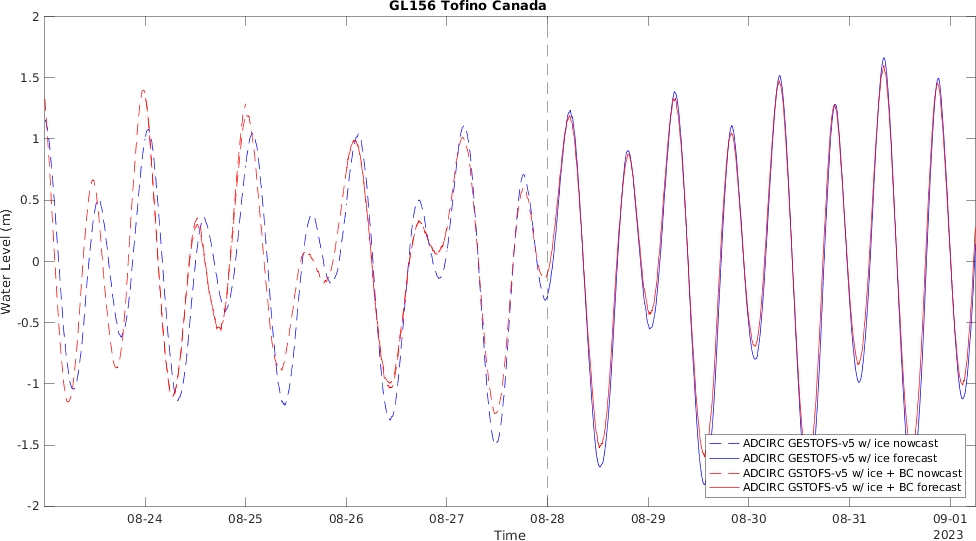 GL156 Tofino Canada
2
1.5
1
0.5
0
-0.5
-1
-1.5
-2
Water Level (m)
ADCIRC GESTOFS-v5 w/ ice nowcast
ADCIRC GESTOFS-v5 w/ ice forecast
ADCIRC GSTOFS-v5 w/ ice + BC nowcast
ADCIRC GSTOFS-v5 w/ ice + BC forecast
08-24 08-25 08-26 08-27 08-28 08-29 08-30 08-31 09-01
Time
2023